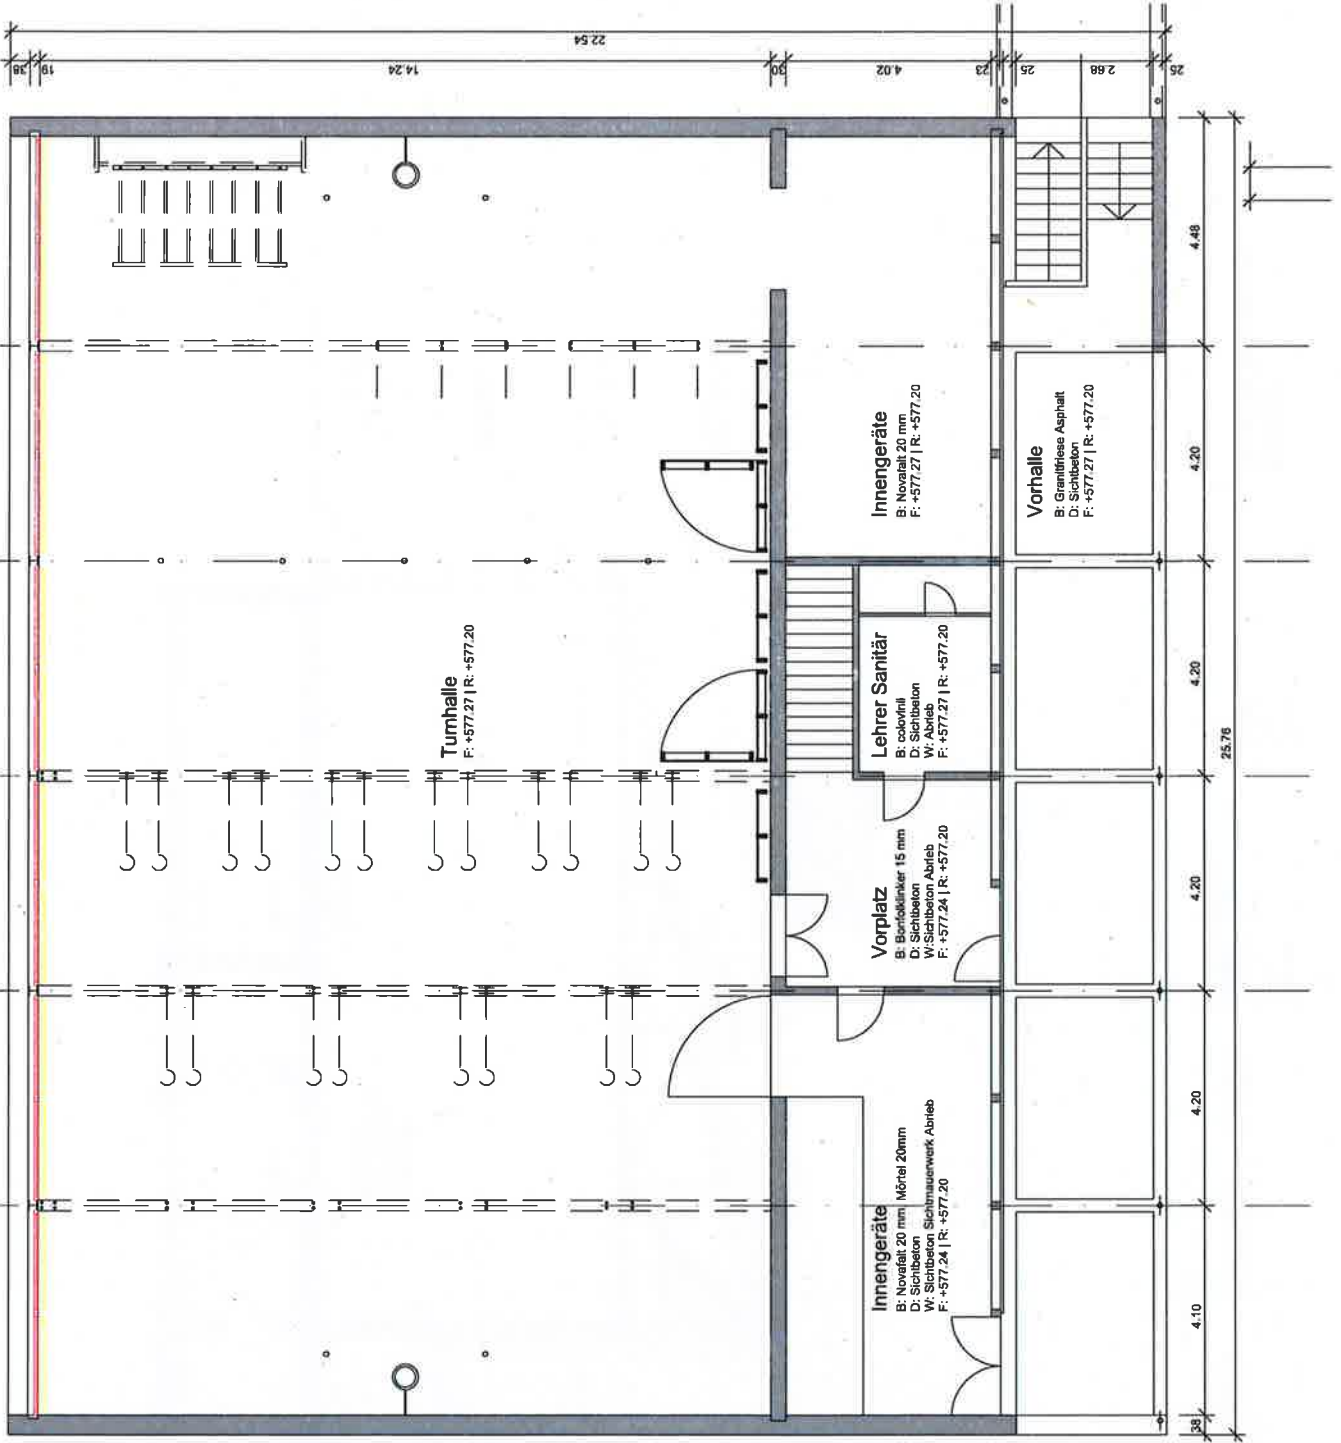 22.54
38
19
14.24
30
4.02
23
25
2.68
25
Turnhalle
F: +577.27 | R: +577.20
Innengeräte
B: Novafalt 20 mm
F: +577.27 | R: +577.20
Vorhalle
B: Granitfriese Asphalt
D: Sichtbeton
F: +577.27 | R: +577.20
Lehrer Sanitär
B: colovinil
D: Sichtbeton
W: Abrieb
F: +577.27 | R: +577.20
Vorplatz
B: Bonfolklinker 15 mm
D: Sichtbeton
W:Sichtbeton Abrieb
F: +577.24 | R: +577.20
Innengeräte
B: Novafalt 20 mm, Mörtel 20mm
D: Sichtbeton
W: Sichtbeton Sichtmauerwerk Abrieb
F: +577.24 | R: +577.20
4.48
4.20
4.20
4.20
4.20
4.10
38
25.76